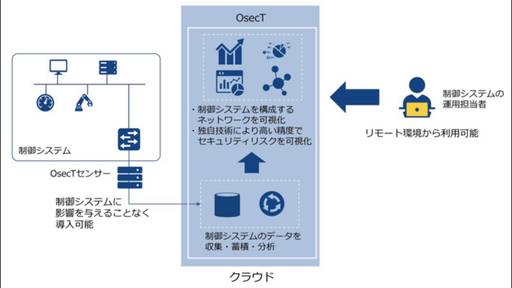 OsecT
・制御システムを構成する
ネットワークを可視化
・独自技術により高い精度で
セキュリティリスクを可視化
制御システムの
運用担当者
リモート環境から利用可能
制御システム
OsecTセンサー
制御システムに
影響を与えることなく
導入可能
制御システムのデータを
収集・蓄積・分析
クラウド